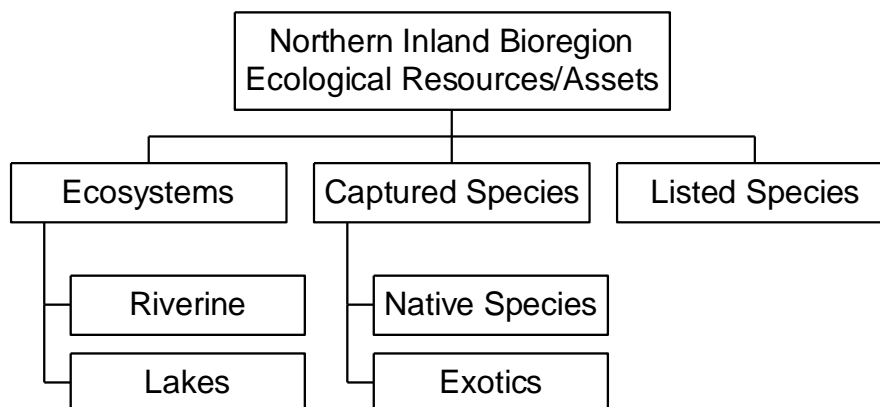 Northern Inland Bioregion
Ecological Resources/Assets
Ecosystems
Captured Species
Listed Species
Riverine
Native Species
Lakes
Exotics